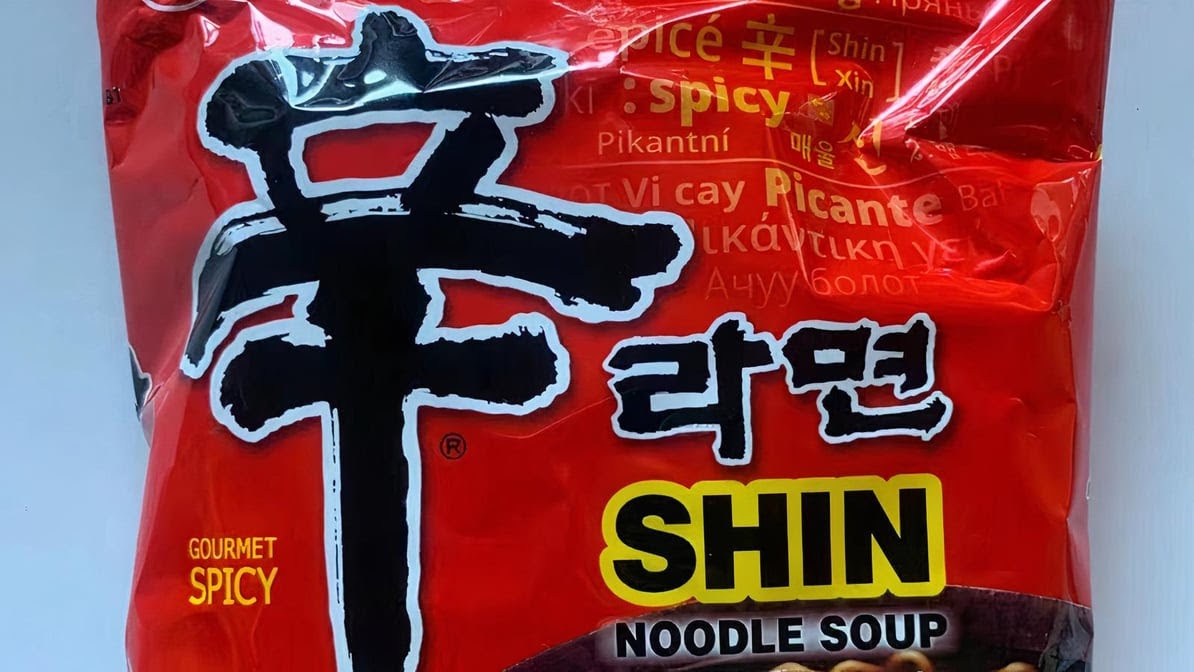 辛
épicé 辛 [Shin
xin]
: spicy
Pikantní 매울 신
Vi cay Picante
Ачуу болот
라면
®
SHIN
NOODLE SOUP
GOURMET
SPICY